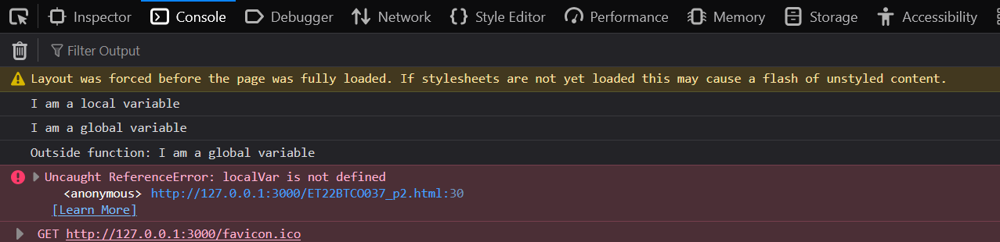 Inspector Console Debugger Network Style Editor Performance Memory Storage Accessibility
Filter Output
Layout was forced before the page was fully loaded. If stylesheets are not yet loaded this may cause a flash of unstyled content.
I am a local variable
I am a global variable
Outside function: I am a global variable
Uncaught ReferenceError: localVar is not defined
<anonymous> http://127.0.0.1:3000/ET22BTCO037_p2.html:30
[Learn More]
GET http://127.0.0.1:3000/favicon.ico